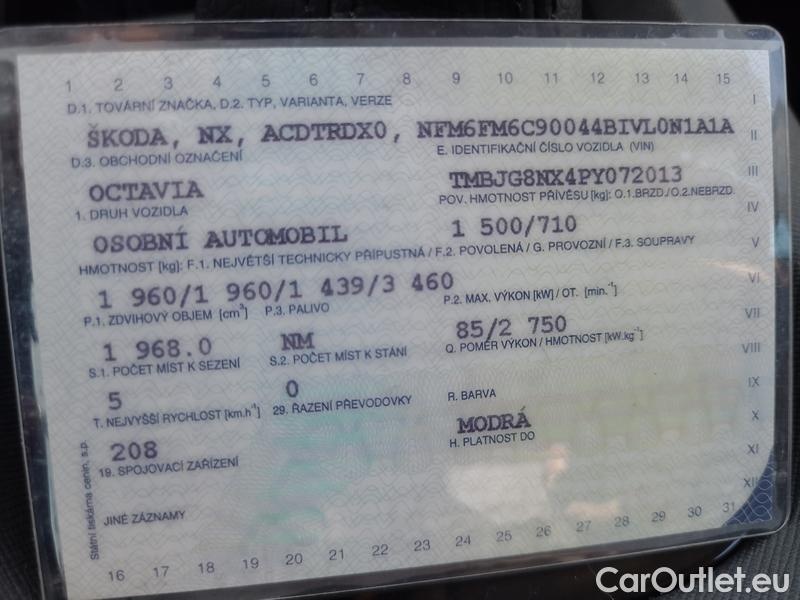 1 2 3 4 5 6 7 8 9 10 11 12 13 14 15
D.1. TOVÁRNÍ ZNAČKA, D.2. TYP, VARIANTA, VERZE I
ŠKODA, NX, ACDTRDX0, NFM6FM6C90044BIVL0N1A1A II
D.3. OBCHODNÍ OZNAČENÍ E. IDENTIFIKAČNÍ ČÍSLO VOZIDLA (VIN)
OCTAVIA TMBJG8NX4PY072013 III
1. DRUH VOZIDLA POV. HMOTNOST PŘÍVĚSU [kg]: O.1.BRZD./O.2.NEBRZD.
OSOBNÍ AUTOMOBIL 1 500/710 IV
HMOTNOST [kg]: F.1. NEJVĚTŠÍ TECHNICKY PŘÍPUSTNÁ / F.2. POVOLENÁ / G. PROVOZNÍ / F.3. SOUPRAVY V
1 960/1 960/1 439/3 460 VI
P.1. ZDVIHOVÝ OBJEM [cm³] P.3. PALIVO P.2. MAX. VÝKON [kW] / OT. [min.⁻¹]
1 968.0 NM 85/2 750 VII
S.1. POČET MÍST K SEZENÍ S.2. POČET MÍST K STÁNÍ Q. POMĚR VÝKON / HMOTNOST [kW.kg⁻¹] VIII
5 0
T. NEJVYŠŠÍ RYCHLOST [km.h⁻¹] 29. ŘAZENÍ PŘEVODOVKY R. BARVA IX
208 MODRÁ X
19. SPOJOVACÍ ZAŘÍZENÍ H. PLATNOST DO XI
XII
JINÉ ZÁZNAMY
Státní tiskárna cenin, s.p.
16 17 18 19 20 21 22 23 24 25 26 27 28 29 30 31
CarOutlet.eu